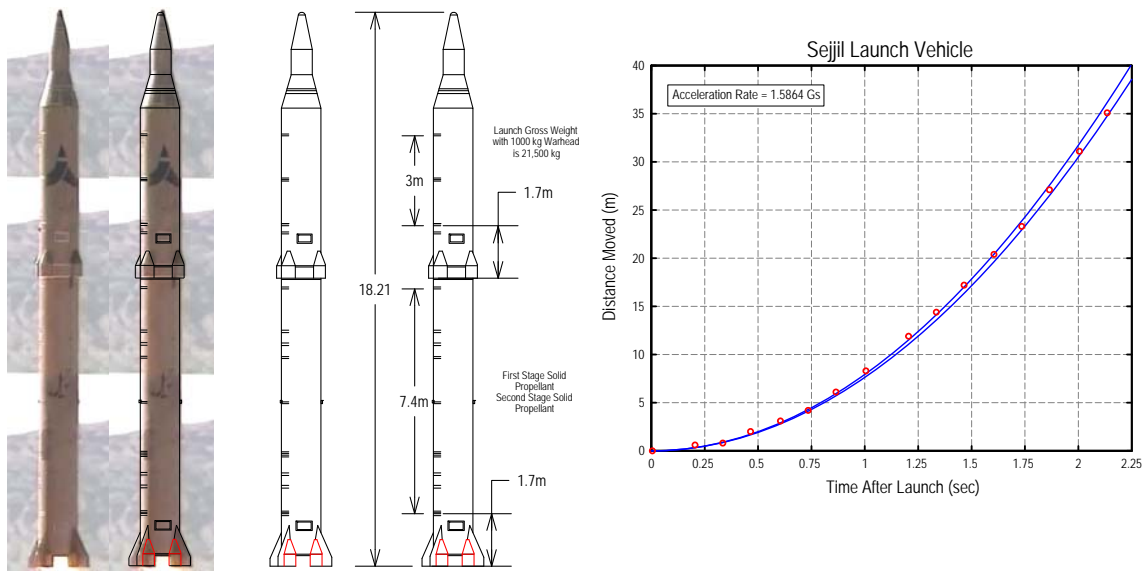 Launch Gross Weight
with 1000 kg Warhead
is 21,500 kg
3m
1.7m
18.21
First Stage Solid
Propellant
Second Stage Solid
Propellant
7.4m
1.7m
Sejjil Launch Vehicle
Acceleration Rate = 1.5864 Gs
Distance Moved (m)
40
35
30
25
20
15
10
5
0
0 0.25 0.5 0.75 1 1.25 1.5 1.75 2 2.25
Time After Launch (sec)